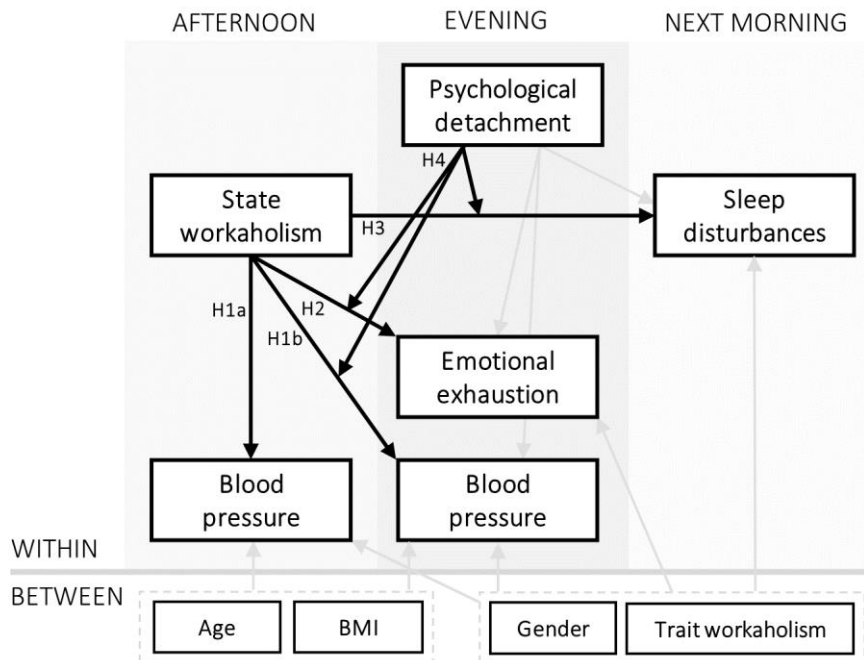 AFTERNOON
EVENING
NEXT MORNING
Psychological
detachment
H4
State
workaholism
H3
Sleep
disturbances
H1a
H2
H1b
Emotional
exhaustion
Blood
pressure
Blood
pressure
WITHIN
BETWEEN
Age
BMI
Gender
Trait workaholism